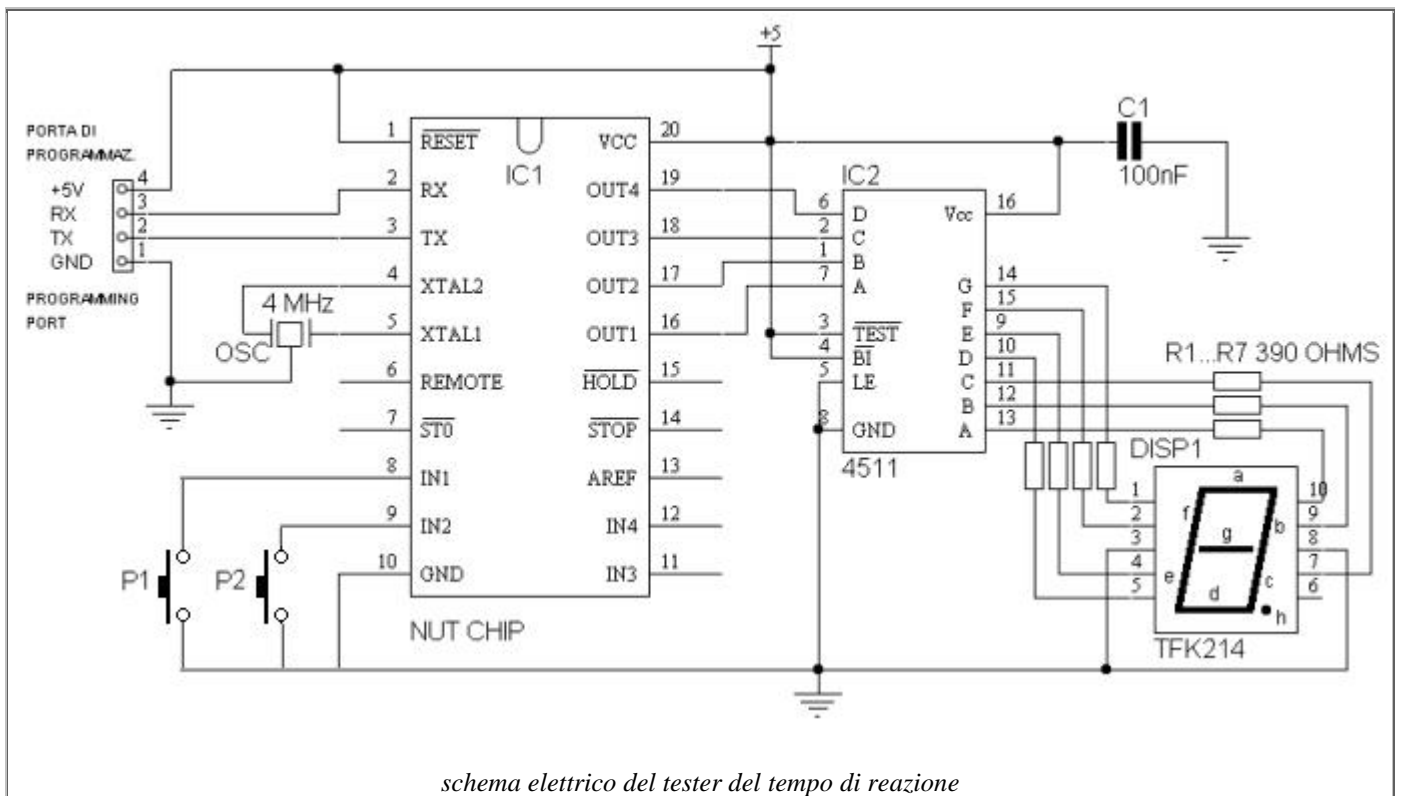 +5
PORTA DI
PROGRAMMAZ.
+5V 4
RX 3
TX 2
GND 1
PROGRAMMING
PORT
4 MHz
OSC
1 RESET
2 RX
3 TX
4 XTAL2
5 XTAL1
6 REMOTE
7 ST0
8 IN1
9 IN2
10 GND
IC1
VCC 20
OUT4 19
OUT3 18
OUT2 17
OUT1 16
HOLD 15
STOP 14
AREF 13
IN4 12
IN3 11
NUT CHIP
P1
P2
IC2
6 D
2 C
1 B
7 A
3 TEST
4 BI
5 LE
8 GND
Vcc 16
G 14
F 15
E 9
D 10
C 11
B 12
A 13
4511
C1
100nF
R1...R7 390 OHMS
DISP1
1
2
3
4
5
a
f
b
g
e
c
d
h
10
9
8
7
6
TFK214
schema elettrico del tester del tempo di reazione